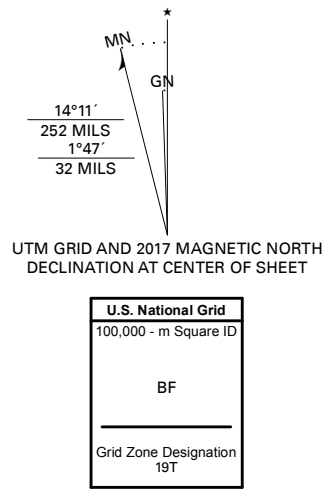 ★
MN
GN
14°11´
252 MILS
1°47´
32 MILS
UTM GRID AND 2017 MAGNETIC NORTH
DECLINATION AT CENTER OF SHEET
U.S. National Grid
100,000 - m Square ID
BF
Grid Zone Designation
19T